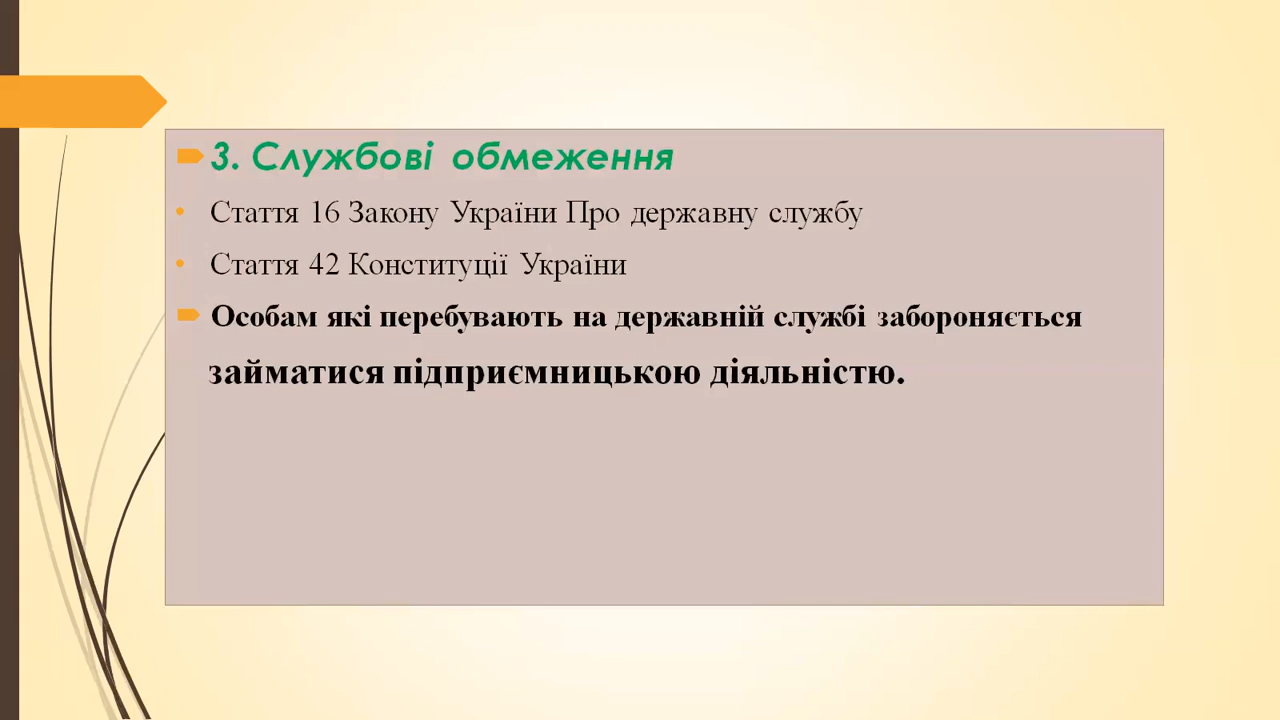 3. Службові обмеження
Стаття 16 Закону України Про державну службу
Стаття 42 Конституції України
Особам які перебувають на державній службі забороняється
займатися підприємницькою діяльністю.